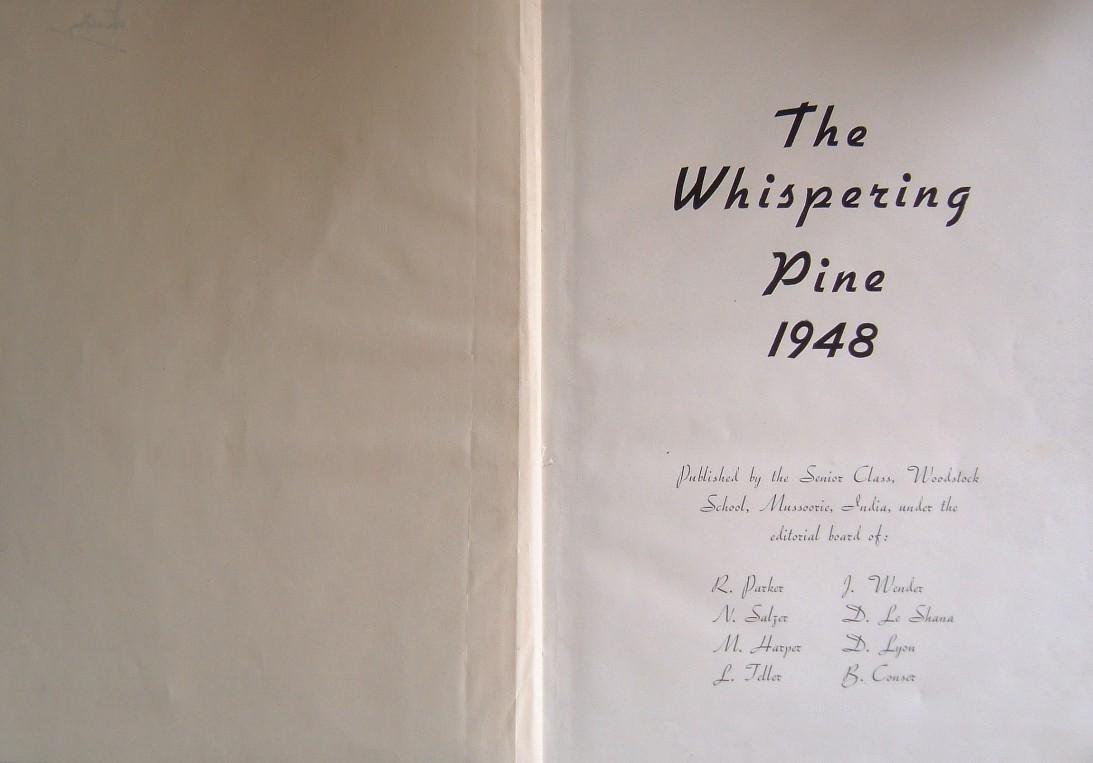 The
Whispering
Pine
1948
Published by the Senior Class, Woodstock
School, Mussoorie, India, under the
editorial board of:
R. Parker J. Wender
N. Salzer D. Le Shana
M. Harper D. Lyon
L. Teller B. Conser